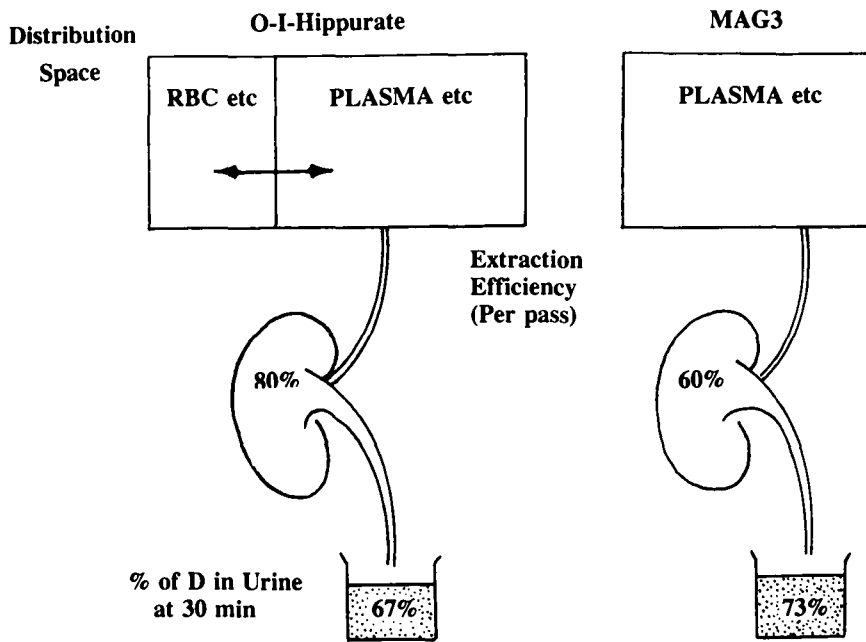 O-I-Hippurate
MAG3
Distribution
Space
RBC etc
PLASMA etc
PLASMA etc
Extraction
Efficiency
(Per pass)
80%
60%
% of D in Urine
at 30 min
67%
73%